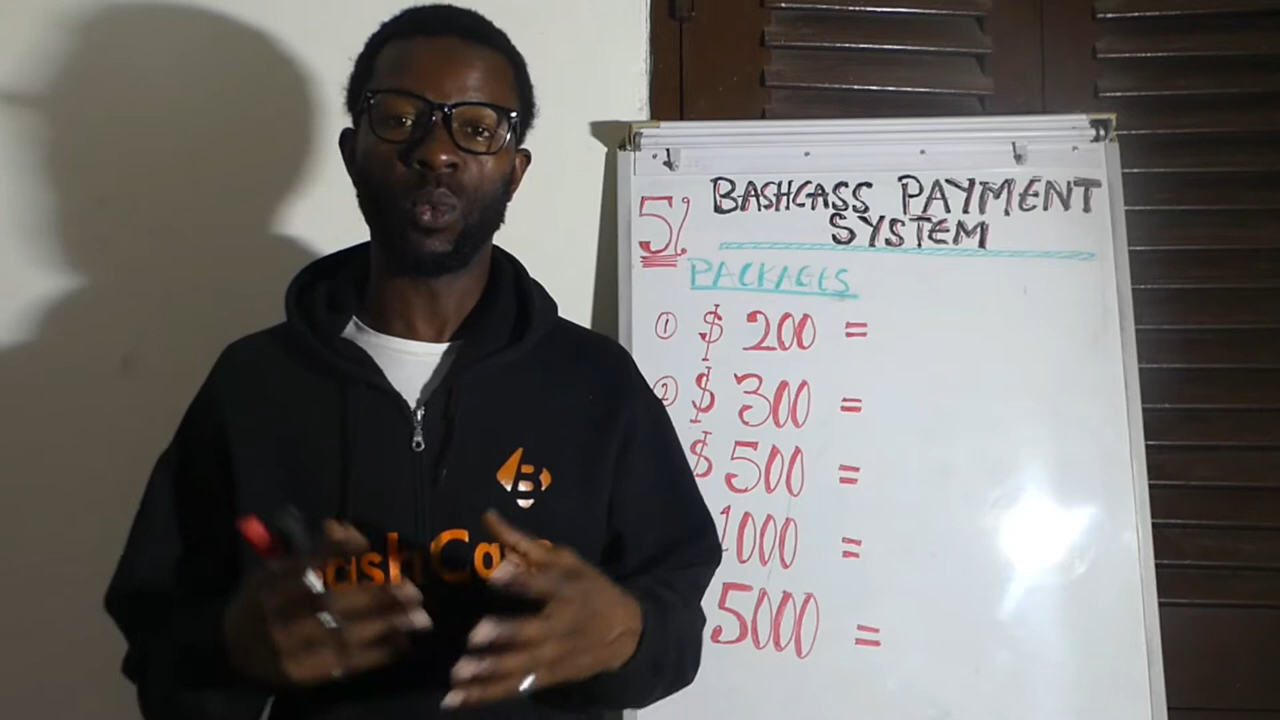 5%
BASHCASS PAYMENT
SYSTEM
PACKAGES
① $ 200 =
② $ 300 =
$ 500 =
1000 =
5000 =
B